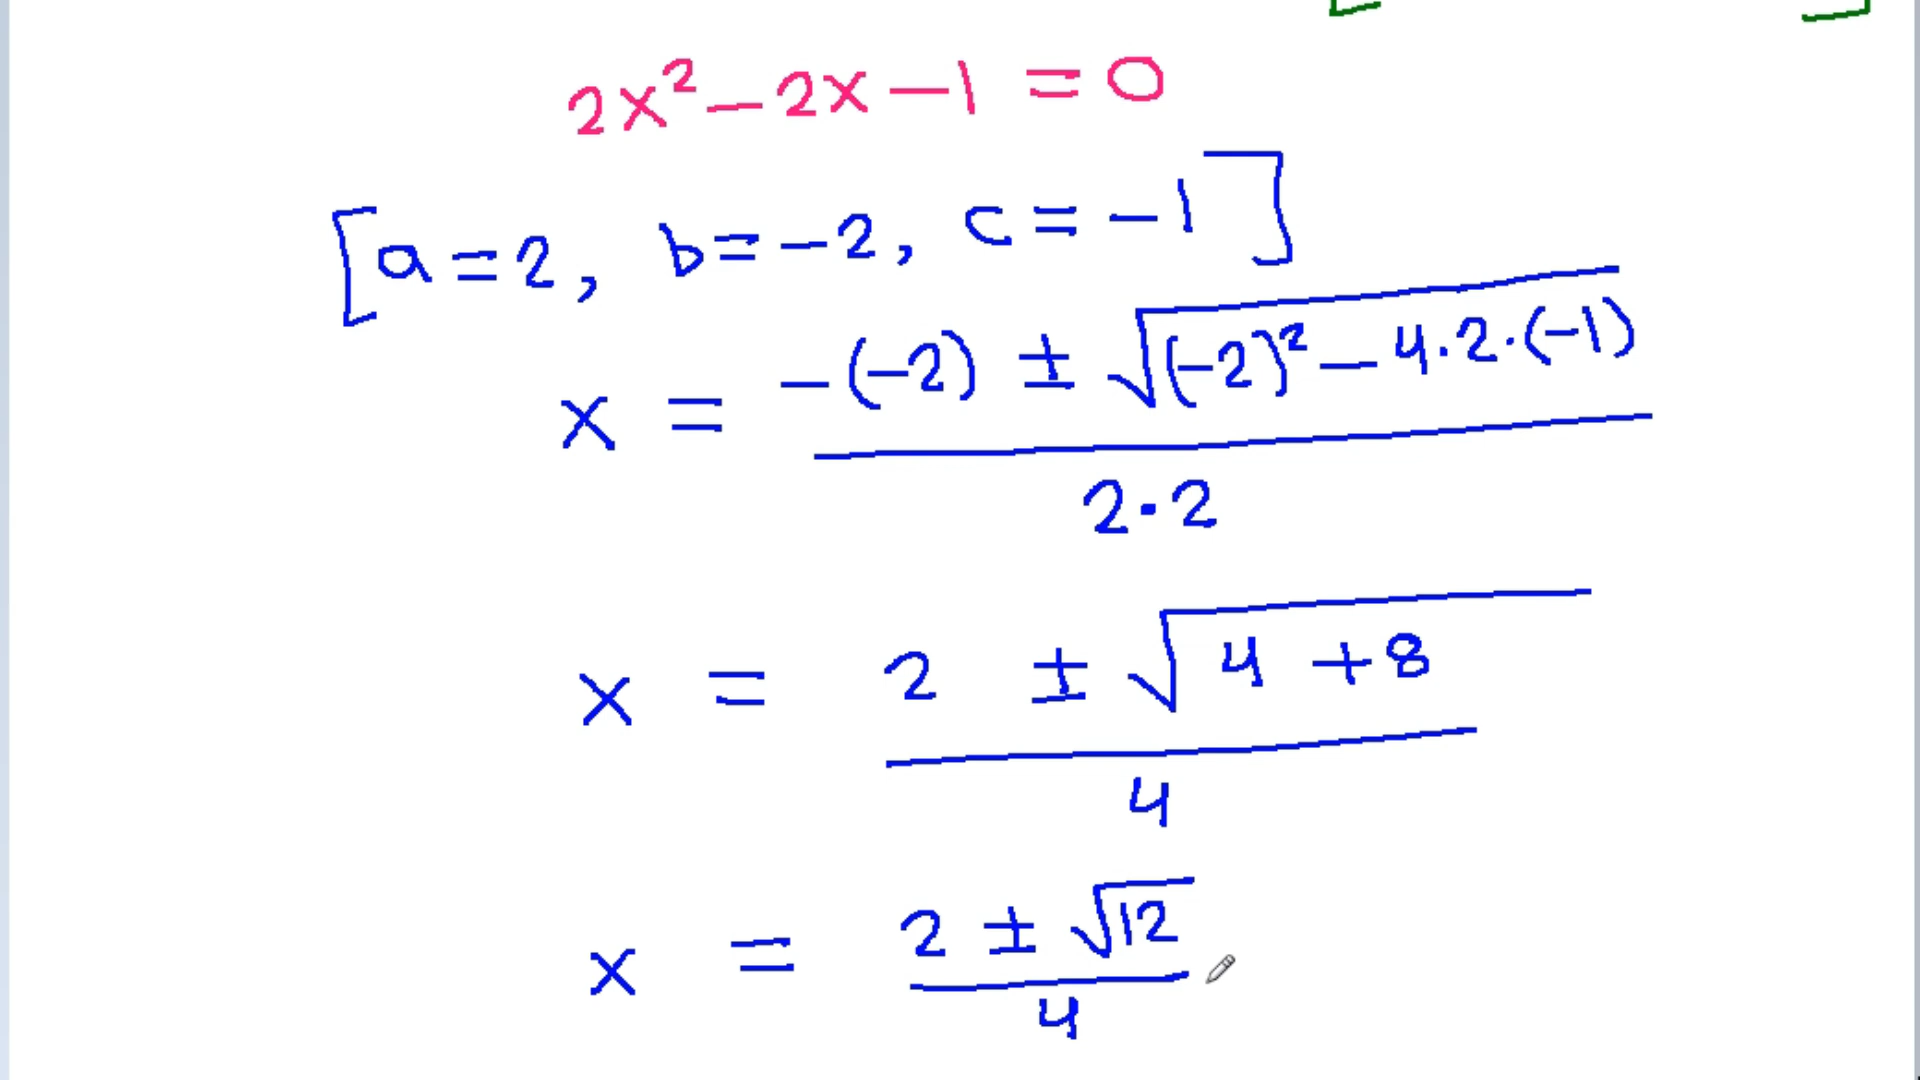 2x² - 2x - 1 = 0
[a = 2, b = -2, c = -1]
x = (-(-2) ± √((-2)² - 4·2·(-1))) / (2·2)
x = (2 ± √(4 + 8)) / 4
x = (2 ± √12) / 4